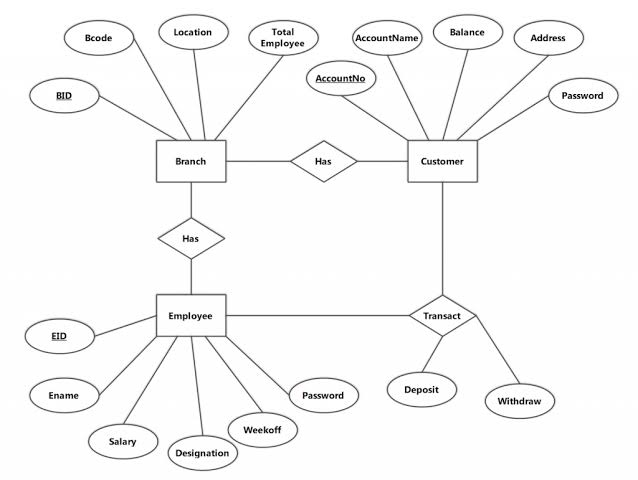 Bcode
Location
Total
Employee
AccountName
Balance
Address
AccountNo
BID
Password
Branch
Has
Customer
Has
Employee
Transact
EID
Ename
Salary
Designation
Weekoff
Password
Deposit
Withdraw